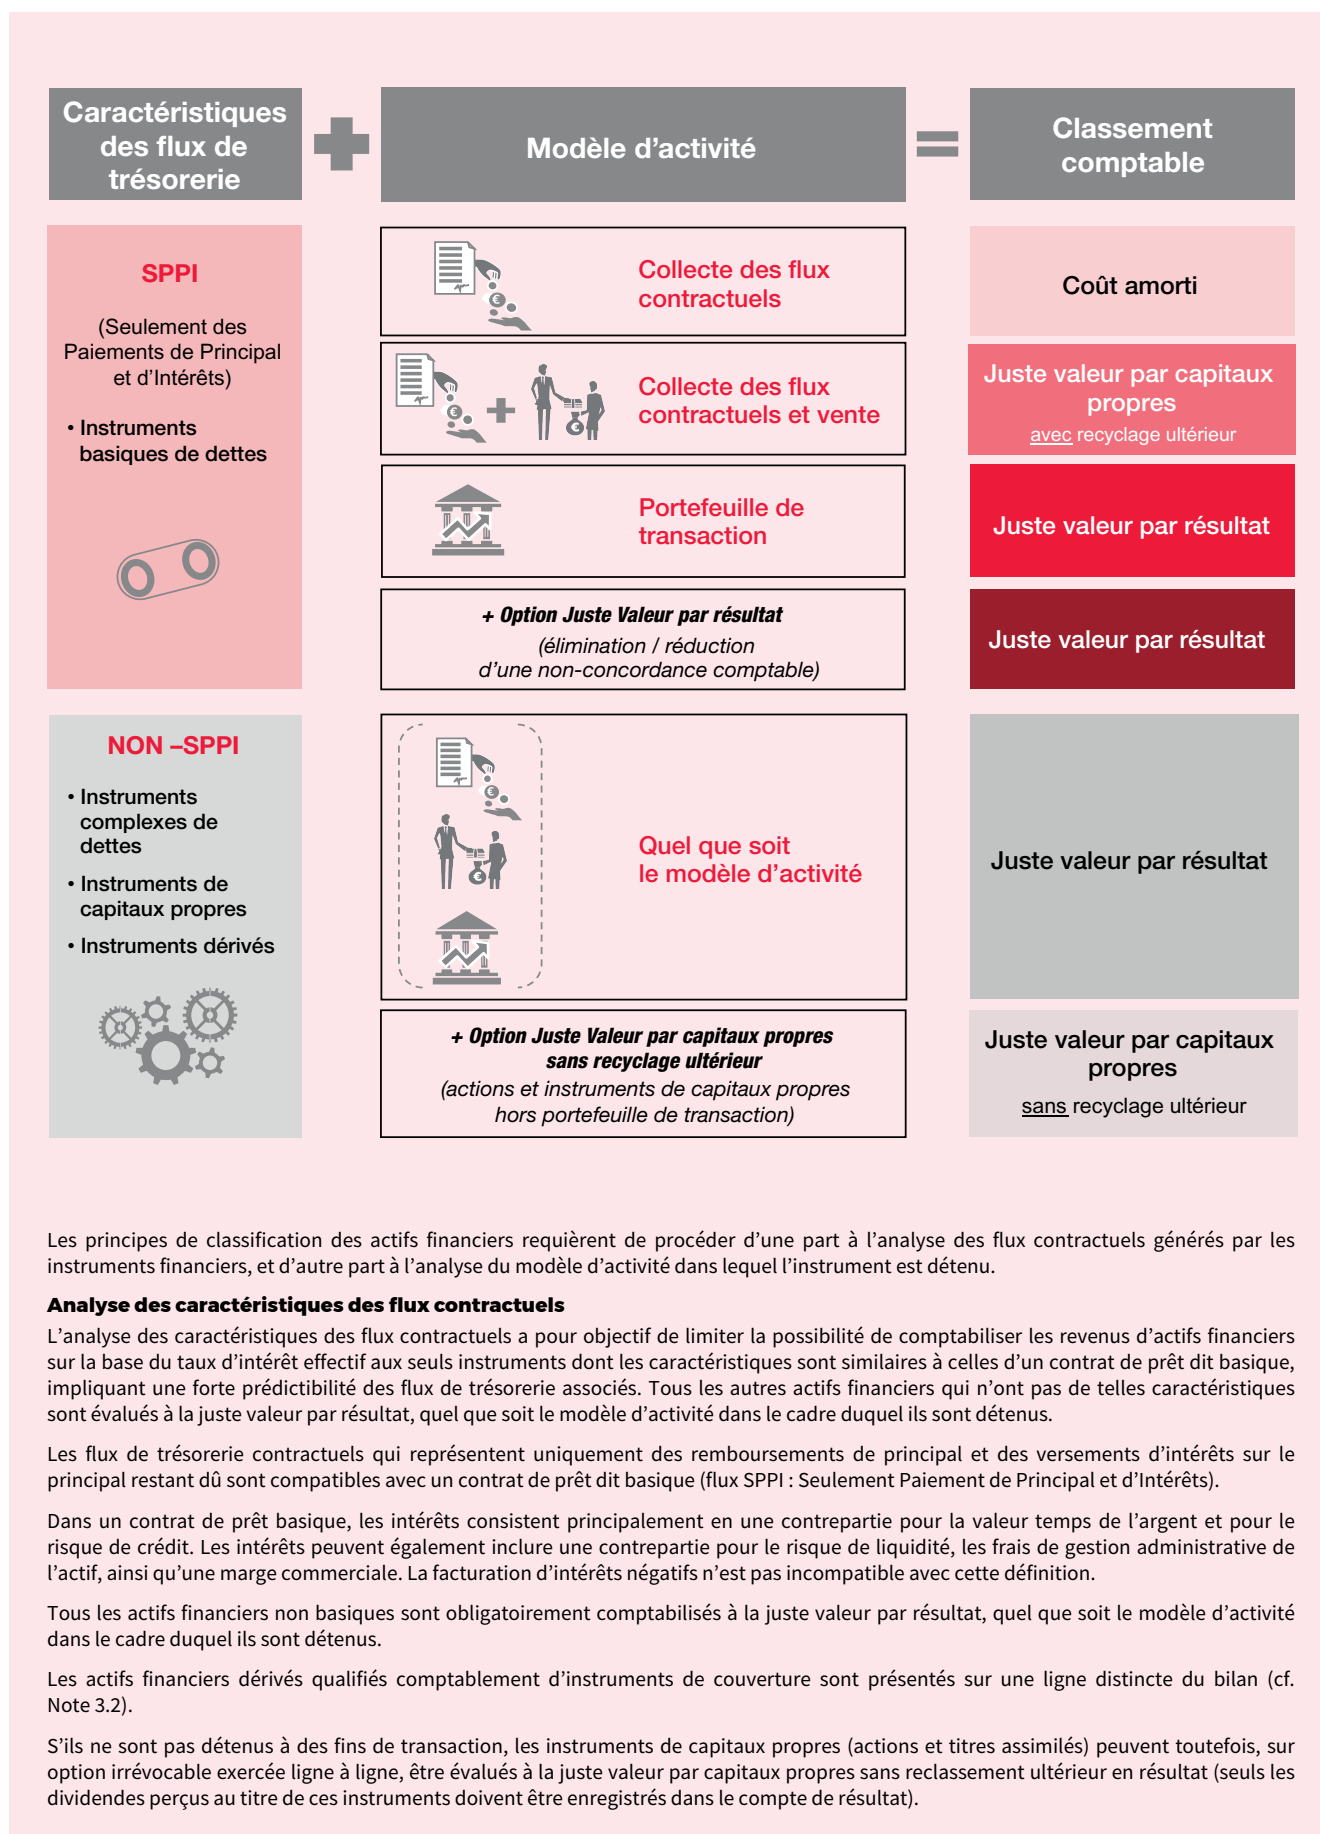 Caractéristiques
des flux de
trésorerie
Modèle d'activité
Classement
comptable
SPPI
(Seulement des
Paiements de Principal
et d'Intérêts)
• Instruments
basiques de dettes
Collecte des flux
contractuels
Coût amorti
Collecte des flux
contractuels et vente
Juste valeur par capitaux
propres
avec recyclage ultérieur
Portefeuille de
transaction
Juste valeur par résultat
+ Option Juste Valeur par résultat
(élimination / réduction
d'une non-concordance comptable)
Juste valeur par résultat
NON –SPPI
• Instruments
complexes de
dettes
• Instruments de
capitaux propres
• Instruments dérivés
Quel que soit
le modèle d'activité
Juste valeur par résultat
+ Option Juste Valeur par capitaux propres
sans recyclage ultérieur
(actions et instruments de capitaux propres
hors portefeuille de transaction)
Juste valeur par capitaux
propres
sans recyclage ultérieur
Les principes de classification des actifs financiers requièrent de procéder d'une part à l'analyse des flux contractuels générés par les
instruments financiers, et d'autre part à l'analyse du modèle d'activité dans lequel l'instrument est détenu.
Analyse des caractéristiques des flux contractuels
L'analyse des caractéristiques des flux contractuels a pour objectif de limiter la possibilité de comptabiliser les revenus d'actifs financiers
sur la base du taux d'intérêt effectif aux seuls instruments dont les caractéristiques sont similaires à celles d'un contrat de prêt dit basique,
impliquant une forte prédictibilité des flux de trésorerie associés. Tous les autres actifs financiers qui n'ont pas de telles caractéristiques
sont évalués à la juste valeur par résultat, quel que soit le modèle d'activité dans le cadre duquel ils sont détenus.
Les flux de trésorerie contractuels qui représentent uniquement des remboursements de principal et des versements d'intérêts sur le
principal restant dû sont compatibles avec un contrat de prêt dit basique (flux SPPI : Seulement Paiement de Principal et d'Intérêts).
Dans un contrat de prêt basique, les intérêts consistent principalement en une contrepartie pour la valeur temps de l'argent et pour le
risque de crédit. Les intérêts peuvent également inclure une contrepartie pour le risque de liquidité, les frais de gestion administrative de
l'actif, ainsi qu'une marge commerciale. La facturation d'intérêts négatifs n'est pas incompatible avec cette définition.
Tous les actifs financiers non basiques sont obligatoirement comptabilisés à la juste valeur par résultat, quel que soit le modèle d'activité
dans le cadre duquel ils sont détenus.
Les actifs financiers dérivés qualifiés comptablement d'instruments de couverture sont présentés sur une ligne distincte du bilan (cf.
Note 3.2).
S'ils ne sont pas détenus à des fins de transaction, les instruments de capitaux propres (actions et titres assimilés) peuvent toutefois, sur
option irrévocable exercée ligne à ligne, être évalués à la juste valeur par capitaux propres sans reclassement ultérieur en résultat (seuls les
dividendes perçus au titre de ces instruments doivent être enregistrés dans le compte de résultat).